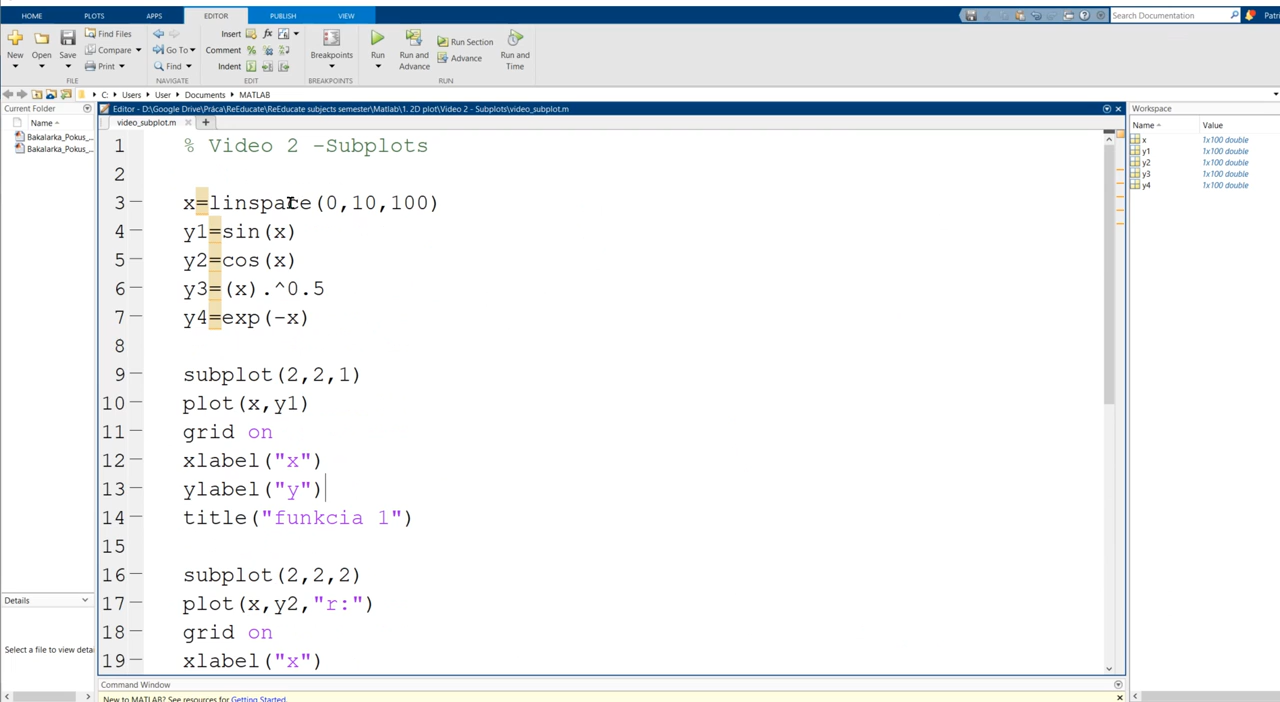 HOME PLOTS APPS EDITOR PUBLISH VIEW Search Documentation Patri
New Open Save Find Files Compare Print Go To Find Insert Comment Indent fx Breakpoints Run Run and Advance Run Section Advance Run and Time
FILE NAVIGATE EDIT BREAKPOINTS RUN
C: Users User Documents MATLAB
Current Folder
Name
Bakalarka_Pokus_...
Bakalarka_Pokus_...
Details
Select a file to view detai
Editor - D:\Google Drive\Práca\ReEducate\ReEducate subjects semester\Matlab\1. 2D plot\Video 2 - Subplots\video_subplot.m
video_subplot.m
1 % Video 2 -Subplots
2
3 x=linspace(0,10,100)
4 y1=sin(x)
5 y2=cos(x)
6 y3=(x).^0.5
7 y4=exp(-x)
8
9 subplot(2,2,1)
10 plot(x,y1)
11 grid on
12 xlabel("x")
13 ylabel("y")
14 title("funkcia 1")
15
16 subplot(2,2,2)
17 plot(x,y2,"r:")
18 grid on
19 xlabel("x")
Command Window
New to MATLAB? See resources for Getting Started.
Workspace
Name Value
x 1x100 double
y1 1x100 double
y2 1x100 double
y3 1x100 double
y4 1x100 double